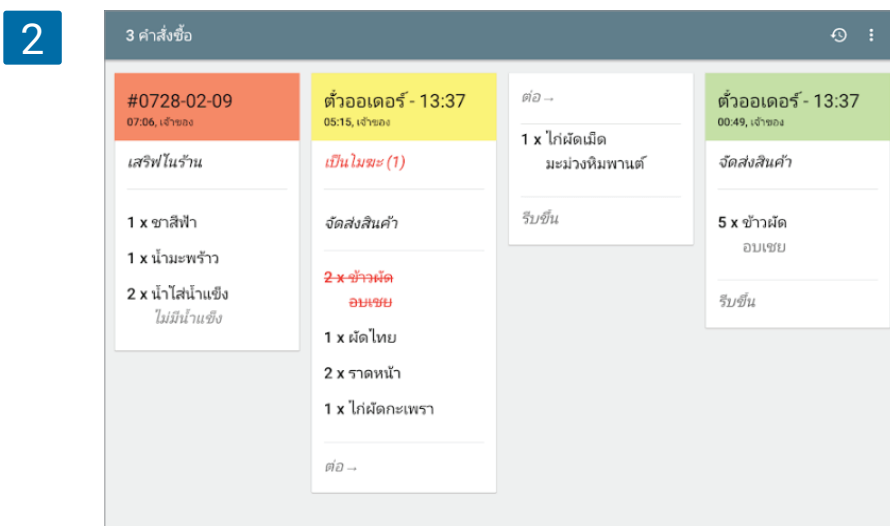 2
3 คำสั่งซื้อ
#0728-02-09
07:06, เจ้าของ
เสริฟในร้าน
1 x ชาสีฟ้า
1 x น้ำมะพร้าว
2 x น้ำใส่น้ำแข็ง
ไม่มีน้ำแข็ง
ตั๋วออเดอร์ - 13:37
05:15, เจ้าของ
เป็นโมฆะ (1)
จัดส่งสินค้า
2 x ข้าวผัด
อบเชย
1 x ผัดไทย
2 x ราดหน้า
1 x ไก่ผัดกะเพรา
ต่อ→
ต่อ→
1 x ไก่ผัดเม็ด
มะม่วงหิมพานต์
รีบขึ้น
ตั๋วออเดอร์ - 13:37
00:49, เจ้าของ
จัดส่งสินค้า
5 x ข้าวผัด
อบเชย
รีบขึ้น